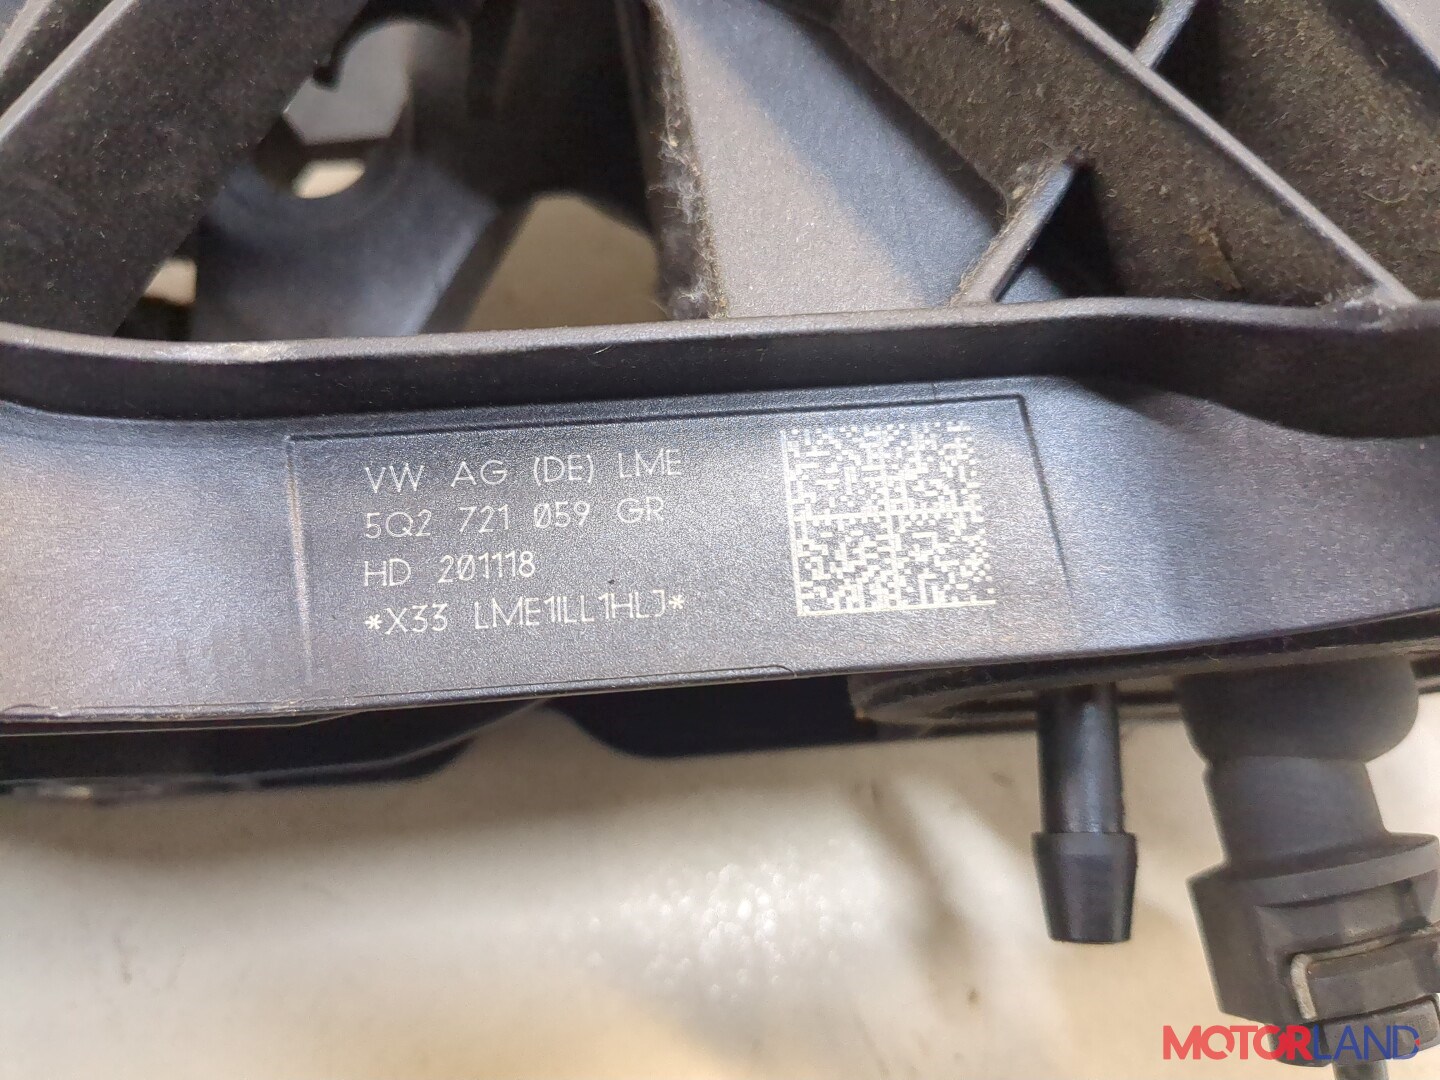 VW AG (DE) LME
5Q2 721 059 GR
HD 201118
*X33 LME1ILL1HLJ*
MOTORLAND